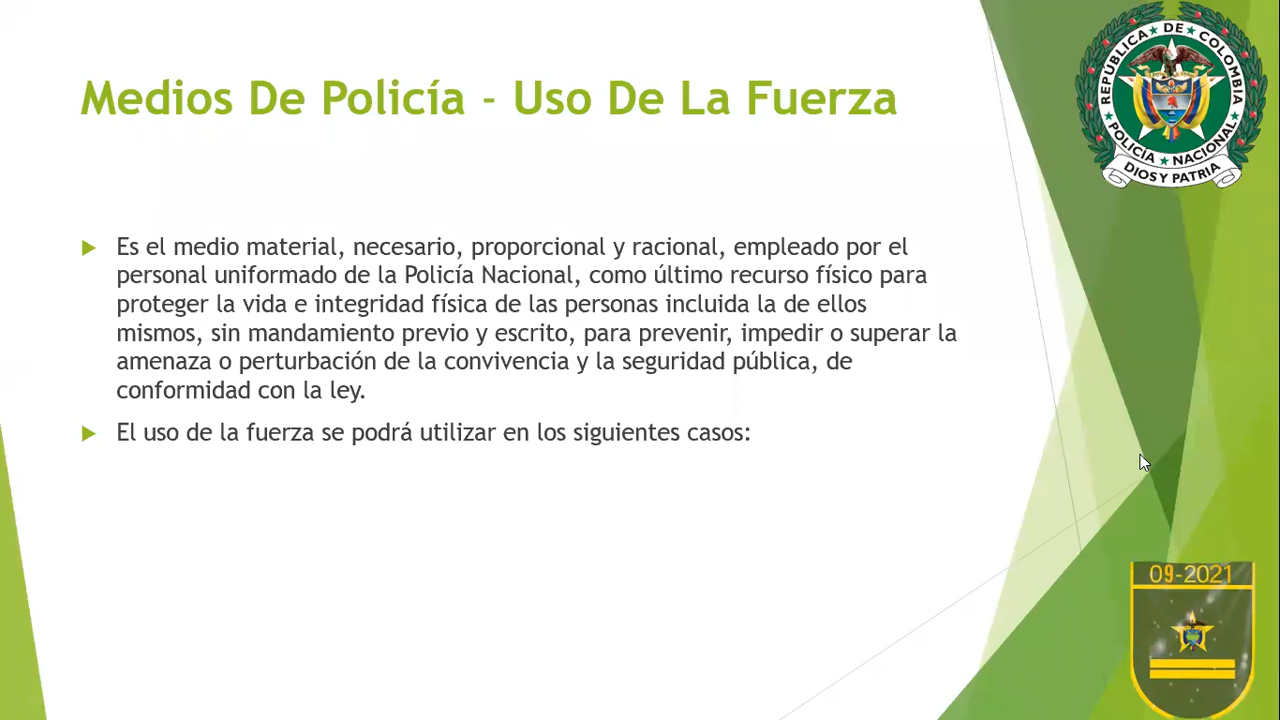 Medios De Policía - Uso De La Fuerza
REPÚBLICA DE COLOMBIA
POLICÍA NACIONAL
DIOS Y PATRIA
Es el medio material, necesario, proporcional y racional, empleado por el
personal uniformado de la Policía Nacional, como último recurso físico para
proteger la vida e integridad física de las personas incluida la de ellos
mismos, sin mandamiento previo y escrito, para prevenir, impedir o superar la
amenaza o perturbación de la convivencia y la seguridad pública, de
conformidad con la ley.
El uso de la fuerza se podrá utilizar en los siguientes casos:
09-2021